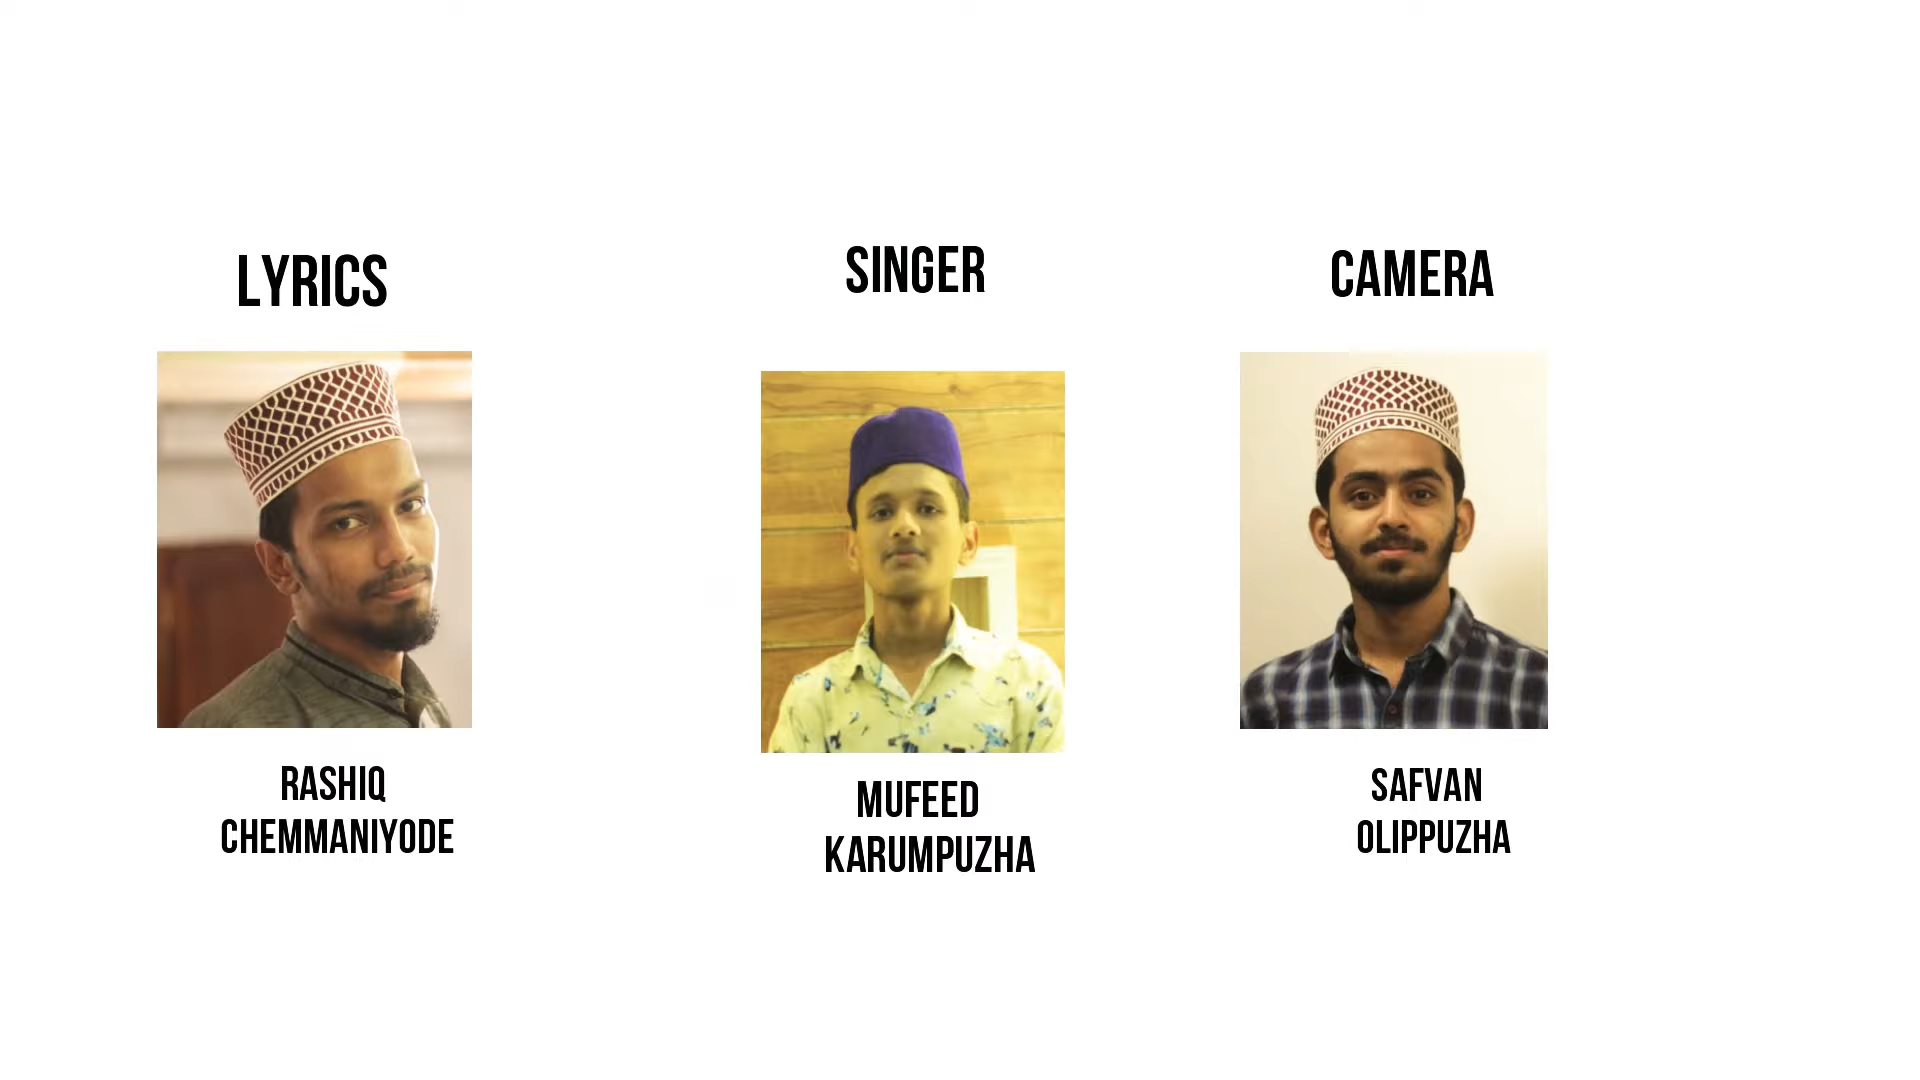 LYRICS
RASHIQ
CHEMMANIYODE
SINGER
MUFEED
KARUMPUZHA
CAMERA
SAFVAN
OLIPPUZHA